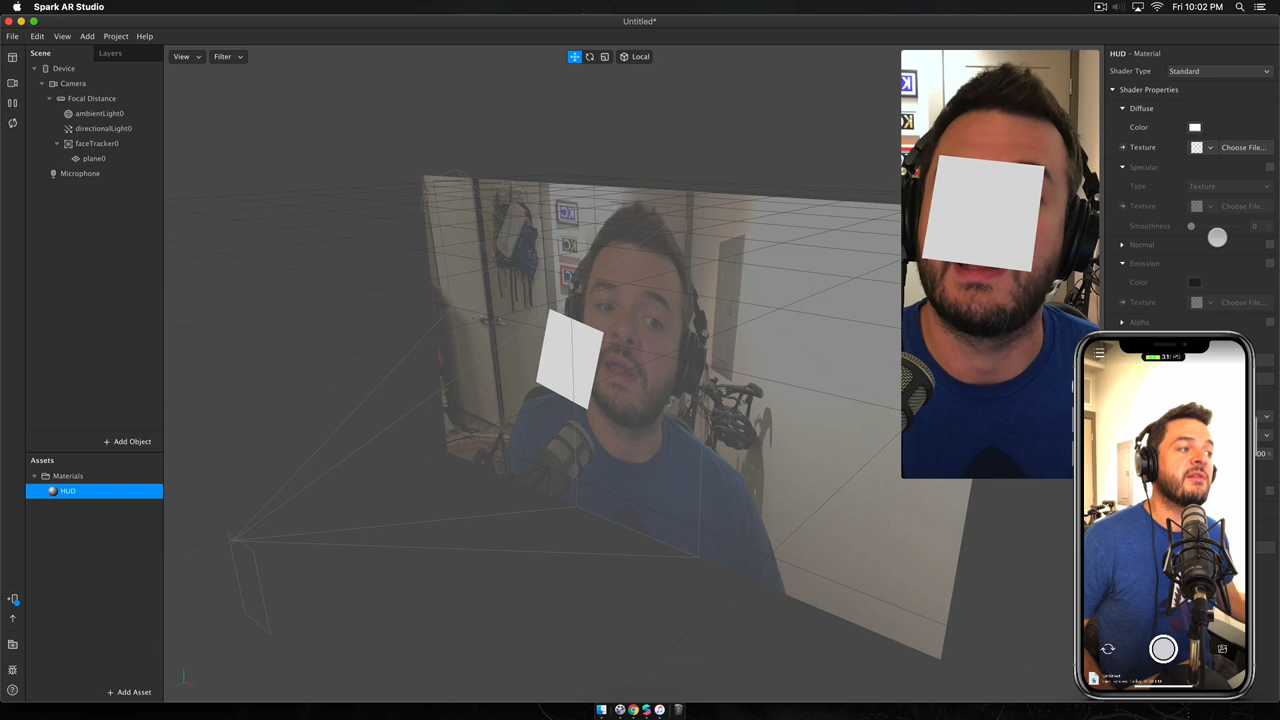 Spark AR Studio
Fri 10:02 PM
Untitled*
File Edit View Add Project Help
Scene Layers
Device
Camera
Focal Distance
ambientLight0
directionalLight0
faceTracker0
plane0
Microphone
+ Add Object
Assets
Materials
HUD
+ Add Asset
View Filter
Local
KC
KC
HUD – Material
Shader Type Standard
Shader Properties
Diffuse
Color
Texture Choose File...
Specular
Type Texture
Texture Choose File...
Smoothness 0
Normal
Emission
Color
Texture Choose File...
Alpha
31